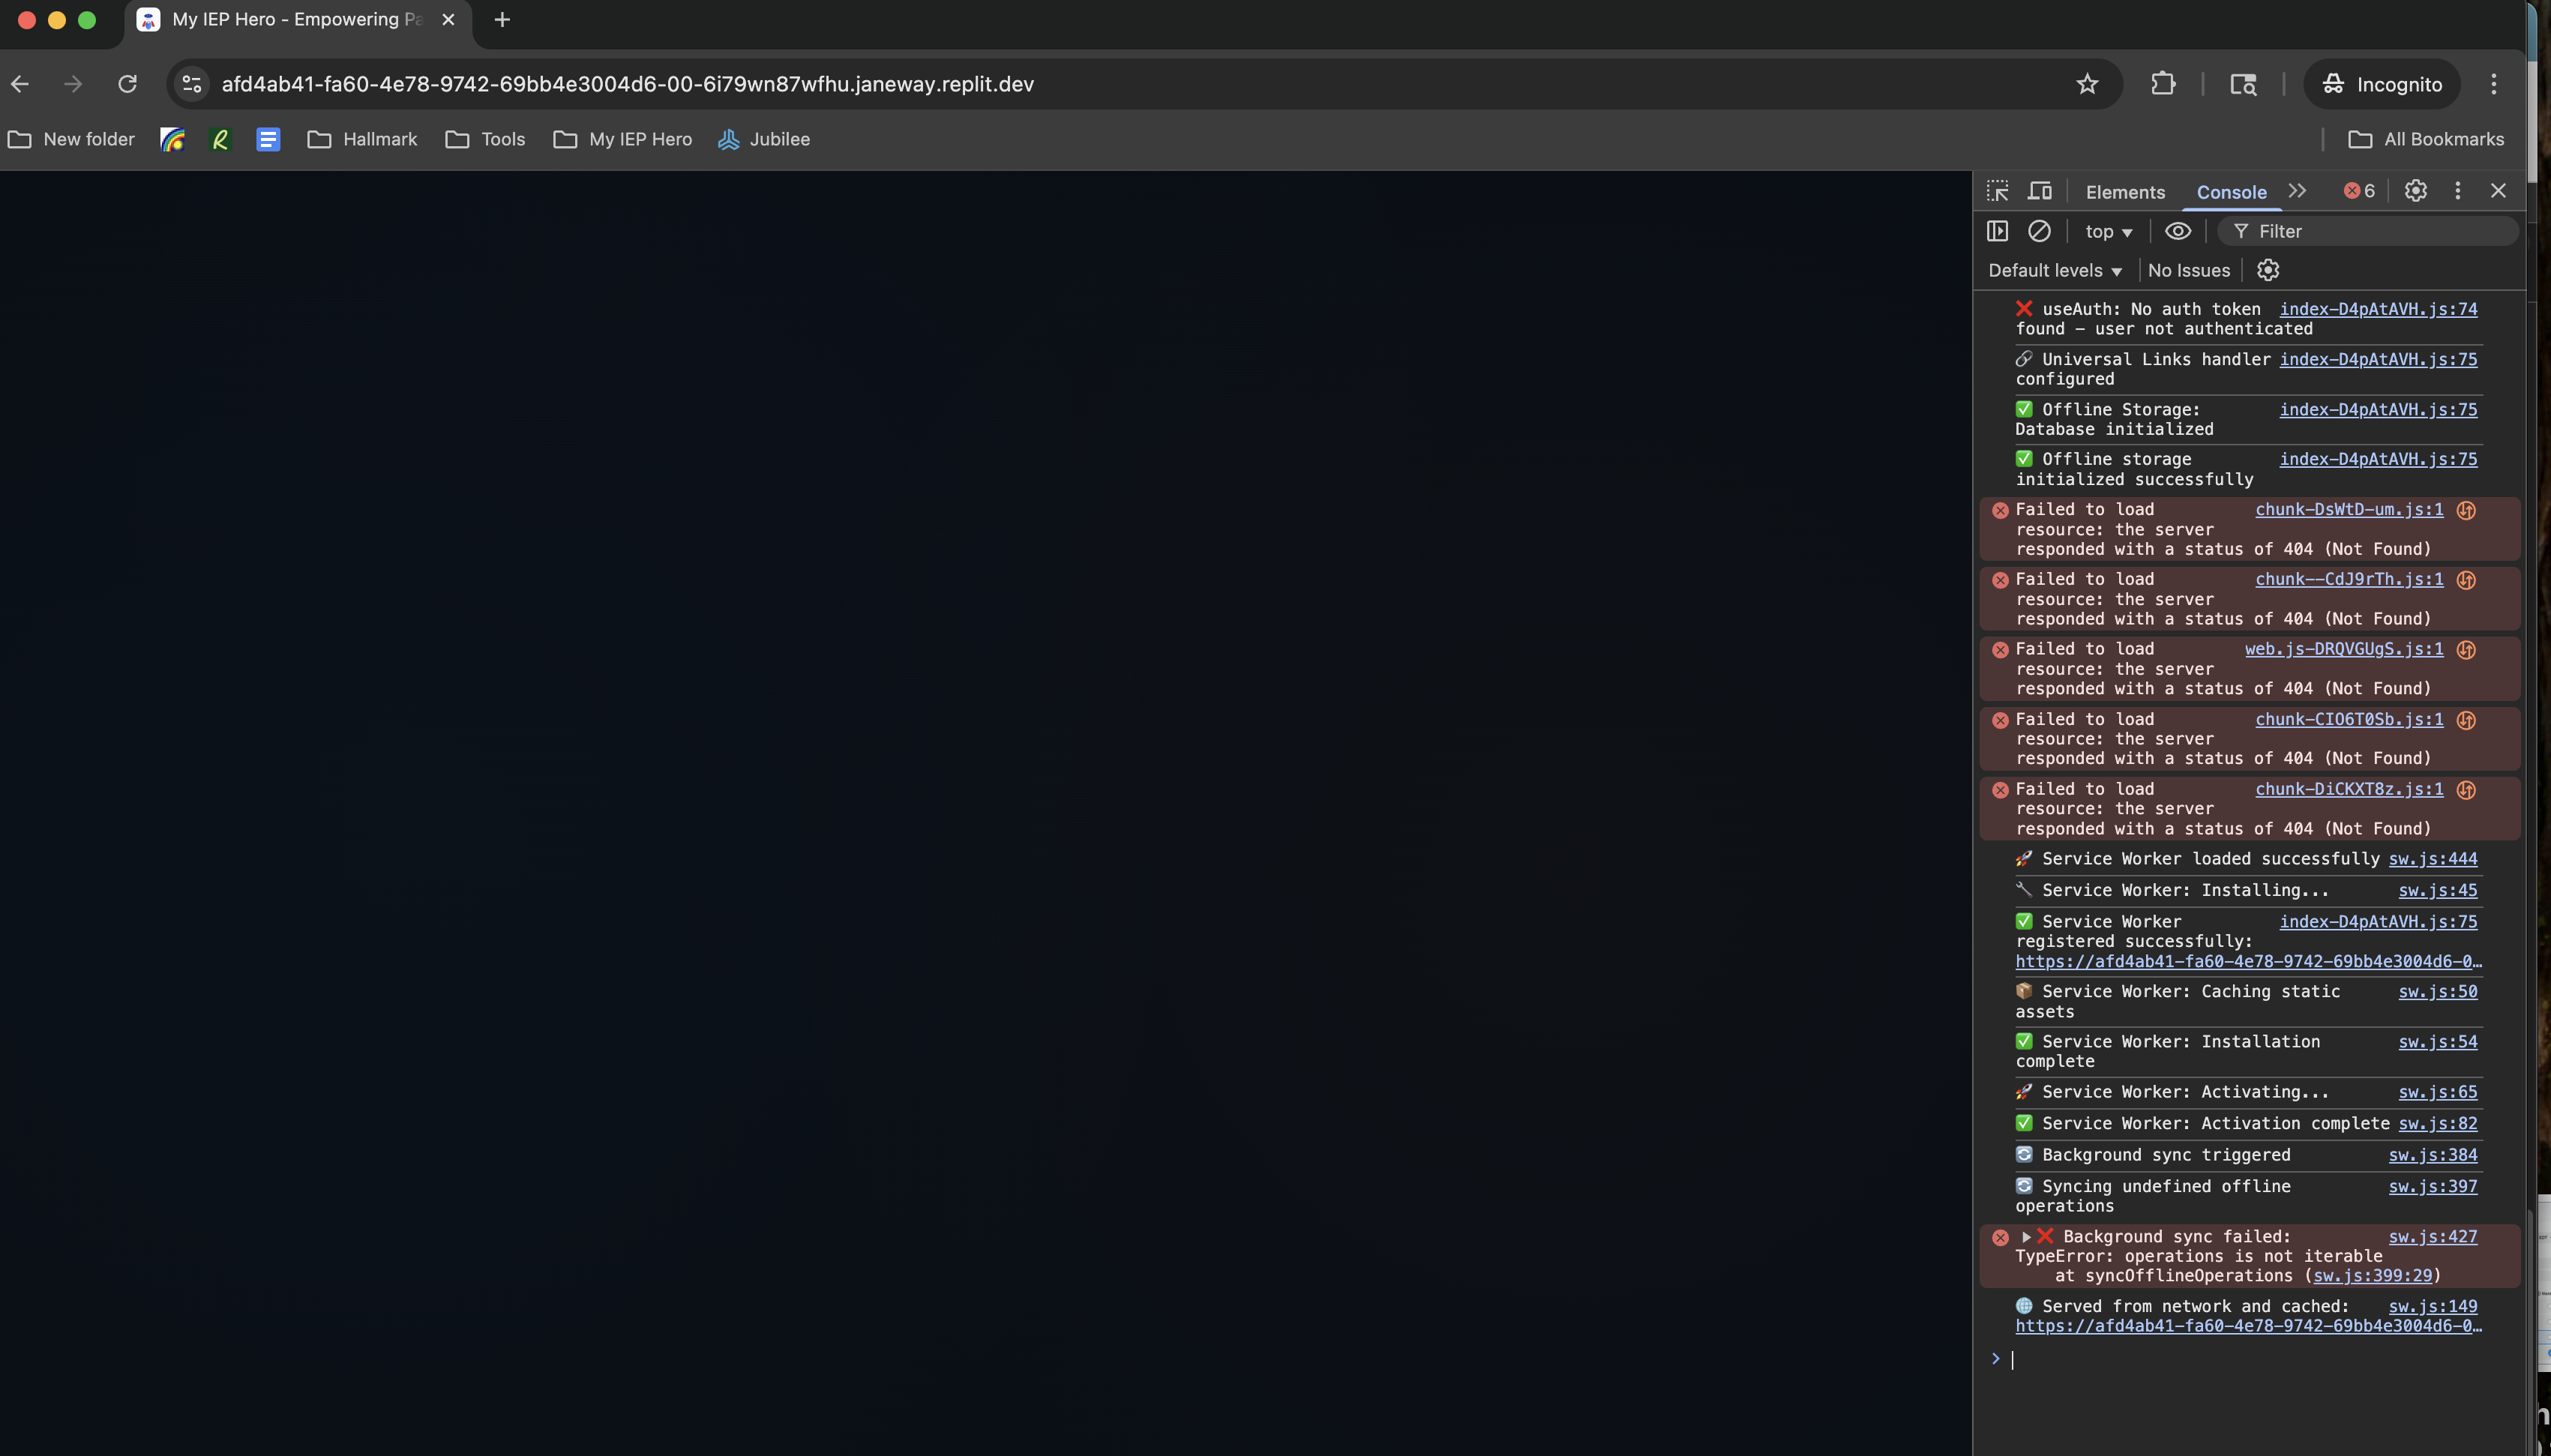 My IEP Hero - Empowering Pa
afd4ab41-fa60-4e78-9742-69bb4e3004d6-00-6i79wn87wfhu.janeway.replit.dev
Incognito
New folder
Hallmark
Tools
My IEP Hero
Jubilee
All Bookmarks
Elements
Console
6
top
Filter
Default levels
No Issues
❌ useAuth: No auth token index-D4pAtAVH.js:74
found – user not authenticated
🔗 Universal Links handler index-D4pAtAVH.js:75
configured
✅ Offline Storage: index-D4pAtAVH.js:75
Database initialized
✅ Offline storage index-D4pAtAVH.js:75
initialized successfully
Failed to load chunk-DsWtD-um.js:1
resource: the server
responded with a status of 404 (Not Found)
Failed to load chunk--CdJ9rTh.js:1
resource: the server
responded with a status of 404 (Not Found)
Failed to load web.js-DRQVGUgS.js:1
resource: the server
responded with a status of 404 (Not Found)
Failed to load chunk-CIO6T0Sb.js:1
resource: the server
responded with a status of 404 (Not Found)
Failed to load chunk-DiCKXT8z.js:1
resource: the server
responded with a status of 404 (Not Found)
🚀 Service Worker loaded successfully sw.js:444
🔧 Service Worker: Installing... sw.js:45
✅ Service Worker index-D4pAtAVH.js:75
registered successfully:
https://afd4ab41-fa60-4e78-9742-69bb4e3004d6-0…
📦 Service Worker: Caching static sw.js:50
assets
✅ Service Worker: Installation sw.js:54
complete
🚀 Service Worker: Activating... sw.js:65
✅ Service Worker: Activation complete sw.js:82
🔄 Background sync triggered sw.js:384
🔄 Syncing undefined offline sw.js:397
operations
❌ Background sync failed: sw.js:427
TypeError: operations is not iterable
at syncOfflineOperations (sw.js:399:29)
🌐 Served from network and cached: sw.js:149
https://afd4ab41-fa60-4e78-9742-69bb4e3004d6-0…